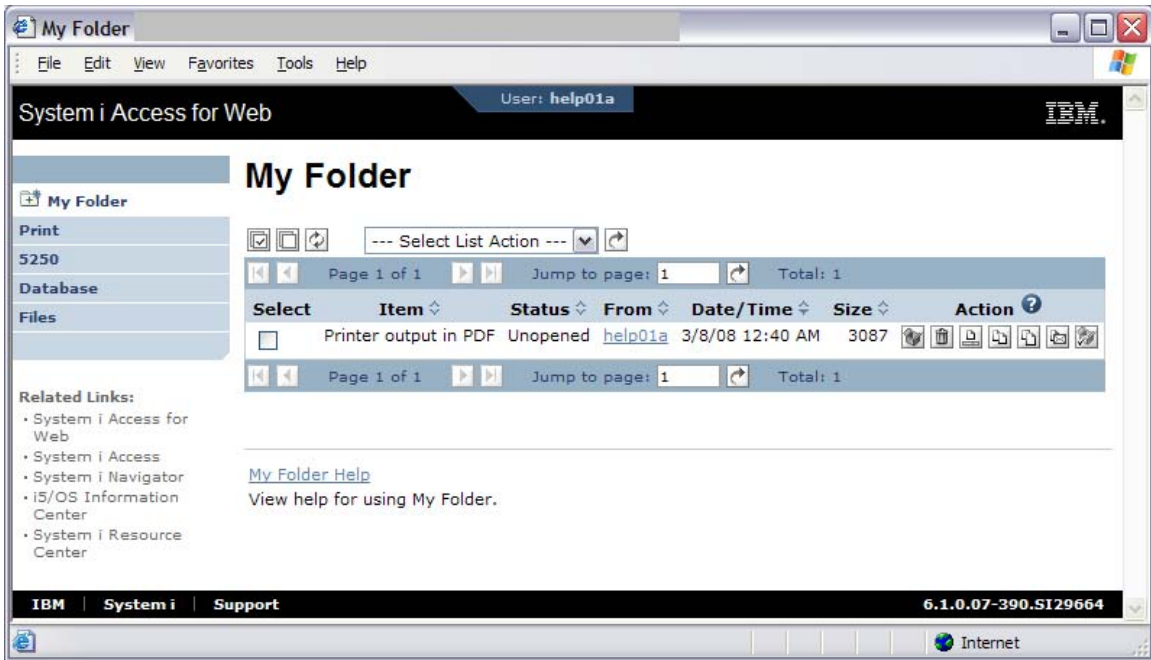 My Folder
File Edit View Favorites Tools Help
System i Access for Web
User: help01a
IBM.
My Folder
Print
5250
Database
Files
Related Links:
• System i Access for
Web
• System i Access
• System i Navigator
• i5/OS Information
Center
• System i Resource
Center
My Folder
--- Select List Action ---
Page 1 of 1 Jump to page: 1 Total: 1
Select Item Status From Date/Time Size Action ?
Printer output in PDF Unopened help01a 3/8/08 12:40 AM 3087
Page 1 of 1 Jump to page: 1 Total: 1
My Folder Help
View help for using My Folder.
IBM | System i | Support
6.1.0.07-390.SI29664
Internet